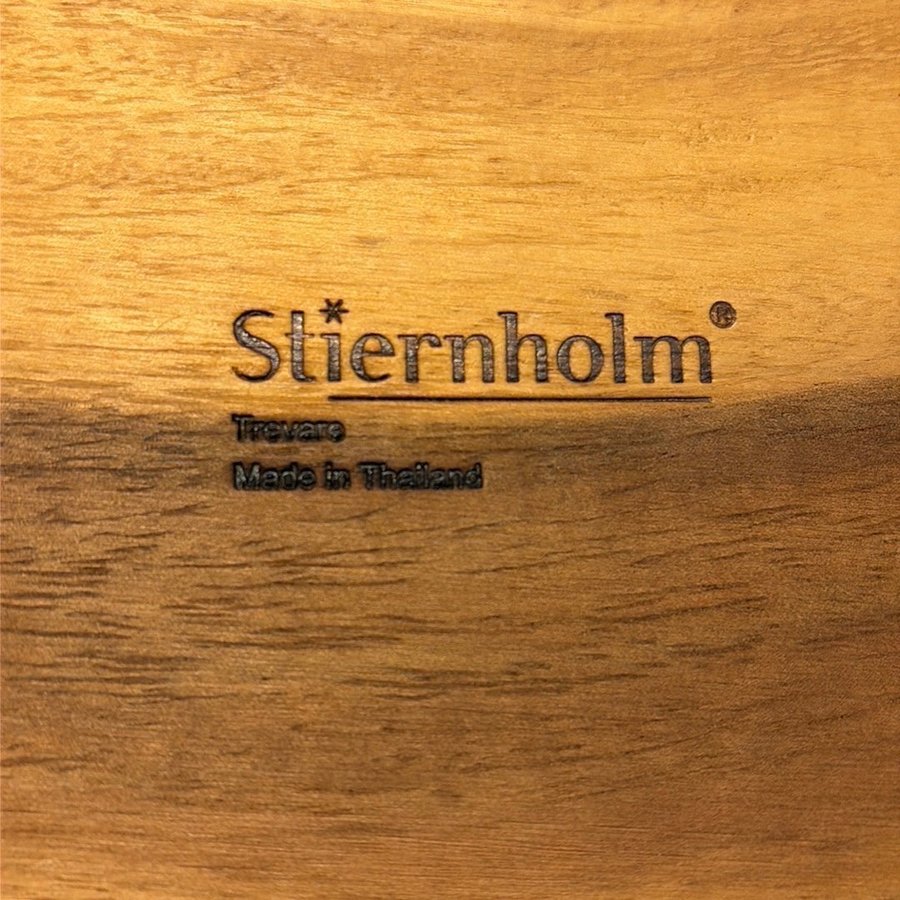 Stiernholm®
Trevare
Made in Thailand